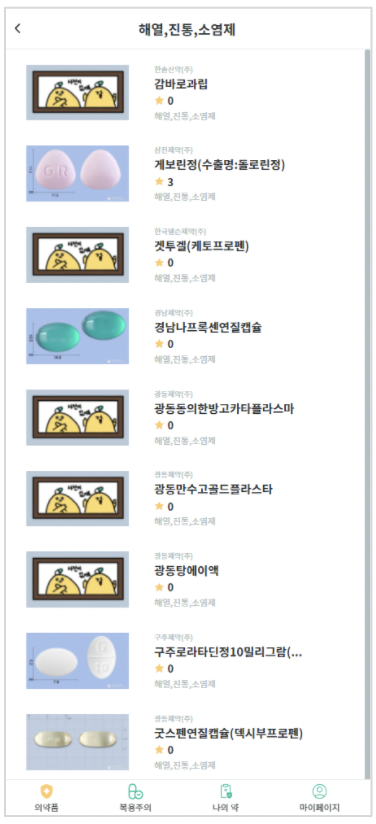 해열,진통,소염제
한솔신약(주)
감바로과립
0
해열,진통,소염제
삼진제약(주)
게보린정(수출명:돌로린정)
3
해열,진통,소염제
한국넬슨제약(주)
겟투겔(케토프로펜)
0
해열,진통,소염제
경남제약(주)
경남나프록센연질캡슐
0
해열,진통,소염제
광동제약(주)
광동동의한방고카타플라스마
0
해열,진통,소염제
광동제약(주)
광동만수고골드플라스타
0
해열,진통,소염제
광동제약(주)
광동탕에이액
0
해열,진통,소염제
구주제약(주)
구주로라타딘정10밀리그람(...
0
해열,진통,소염제
광동제약(주)
굿스펜연질캡슐(덱시부프로펜)
0
해열,진통,소염제
의약품
복용주의
나의 약
마이페이지